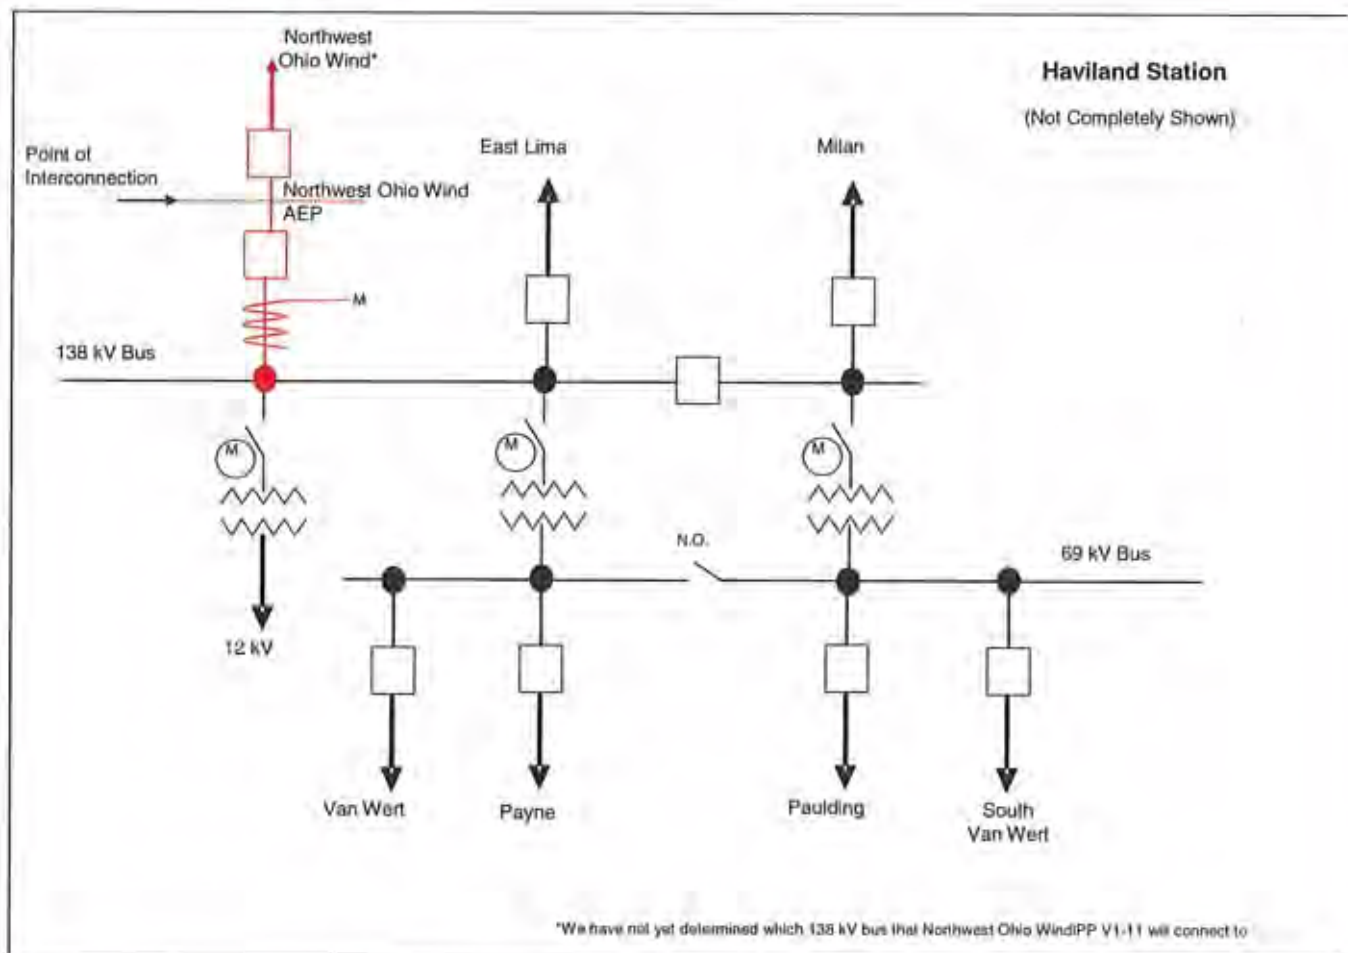 Northwest
Ohio Wind*
Haviland Station
(Not Completely Shown)
East Lima
Milan
Point of
Interconnection
Northwest Ohio Wind
AEP
M
138 kV Bus
M
M
M
N.O.
69 kV Bus
12 kV
Van Wert
Payne
Paulding
South
Van Wert
*We have not yet determined which 138 kV bus that Northwest Ohio Wind/PP V1-11 will connect to